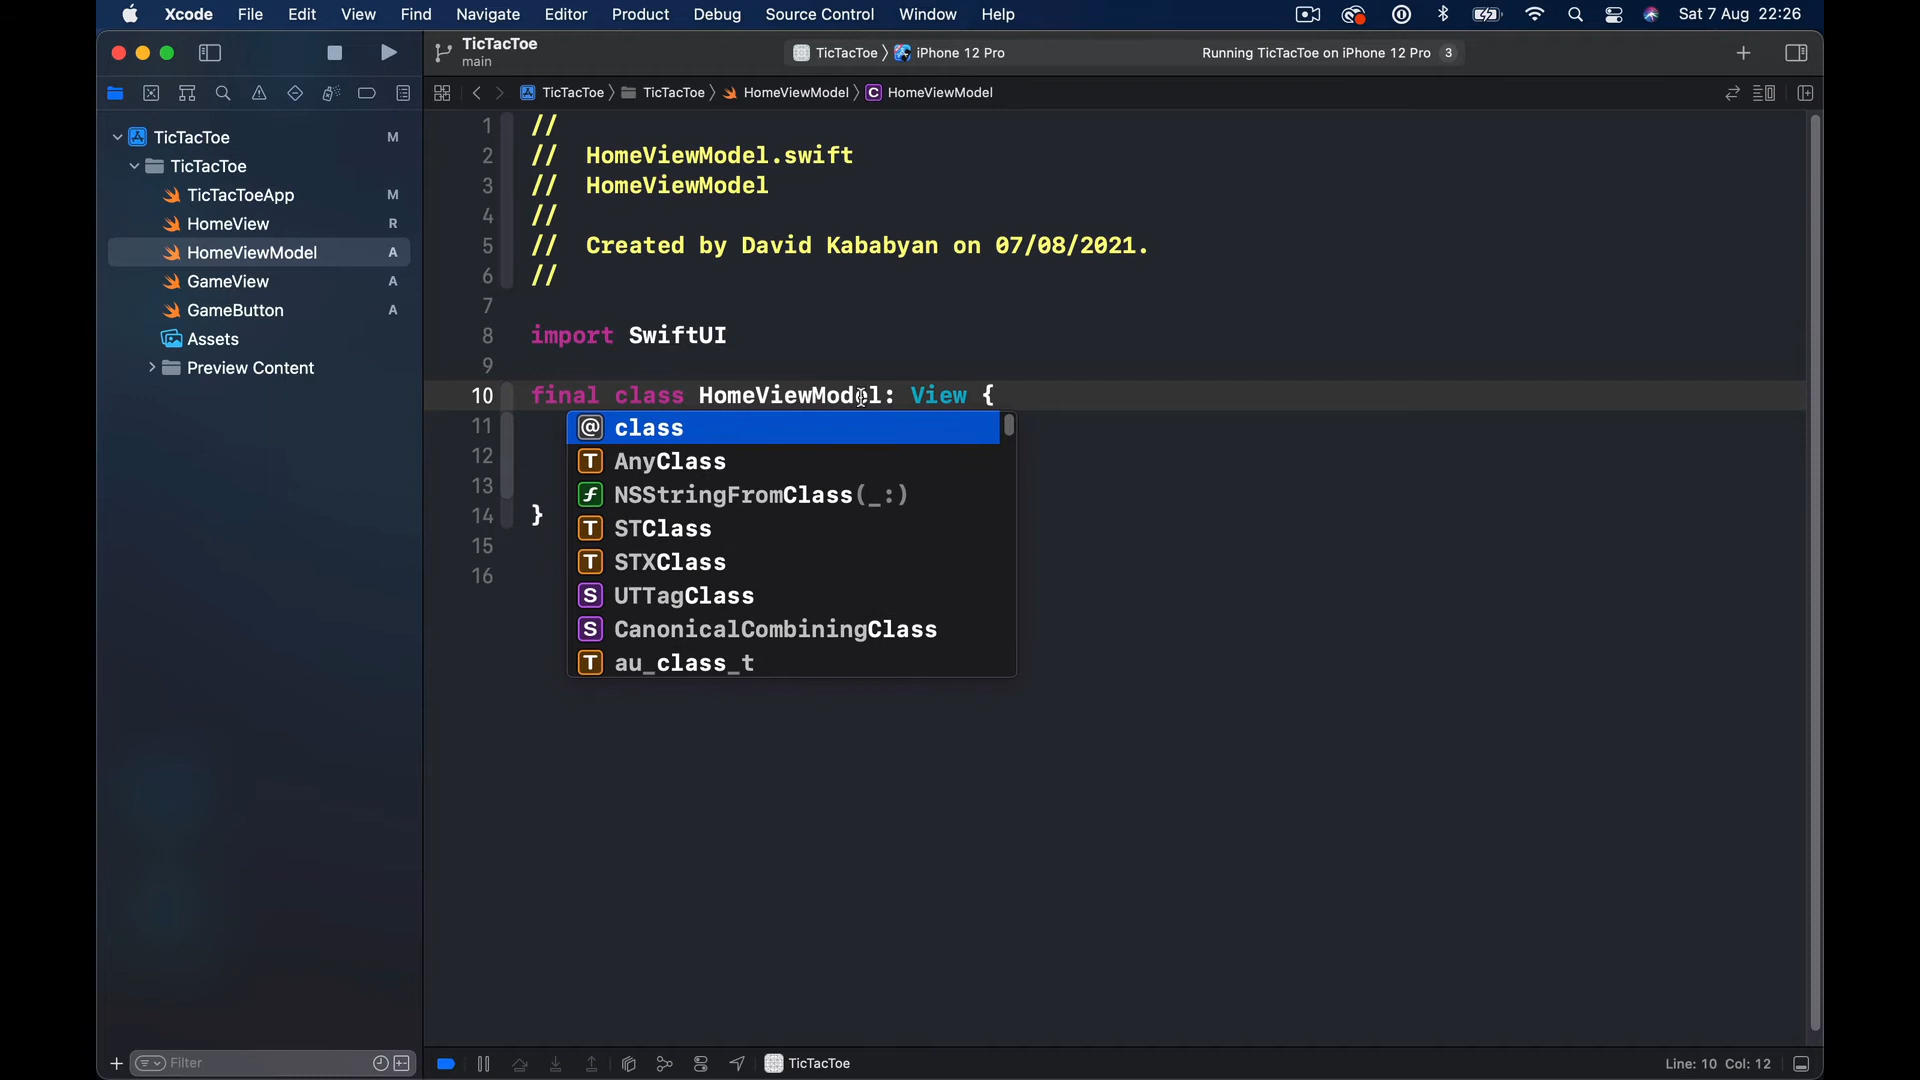 Xcode File Edit View Find Navigate Editor Product Debug Source Control Window Help Sat 7 Aug 22:26
TicTacToe
main
TicTacToe iPhone 12 Pro
Running TicTacToe on iPhone 12 Pro 3
TicTacToe TicTacToe HomeViewModel C HomeViewModel
TicTacToe M
TicTacToe
TicTacToeApp M
HomeView R
HomeViewModel A
GameView A
GameButton A
Assets
Preview Content
Filter
1 //
2 // HomeViewModel.swift
3 // HomeViewModel
4 //
5 // Created by David Kababyan on 07/08/2021.
6 //
7
8 import SwiftUI
9
10 final class HomeViewModel: View {
11
12
13
14 }
15
16
@ class
T AnyClass
f NSStringFromClass(_:)
T STClass
T STXClass
S UTTagClass
S CanonicalCombiningClass
T au_class_t
TicTacToe
Line: 10 Col: 12